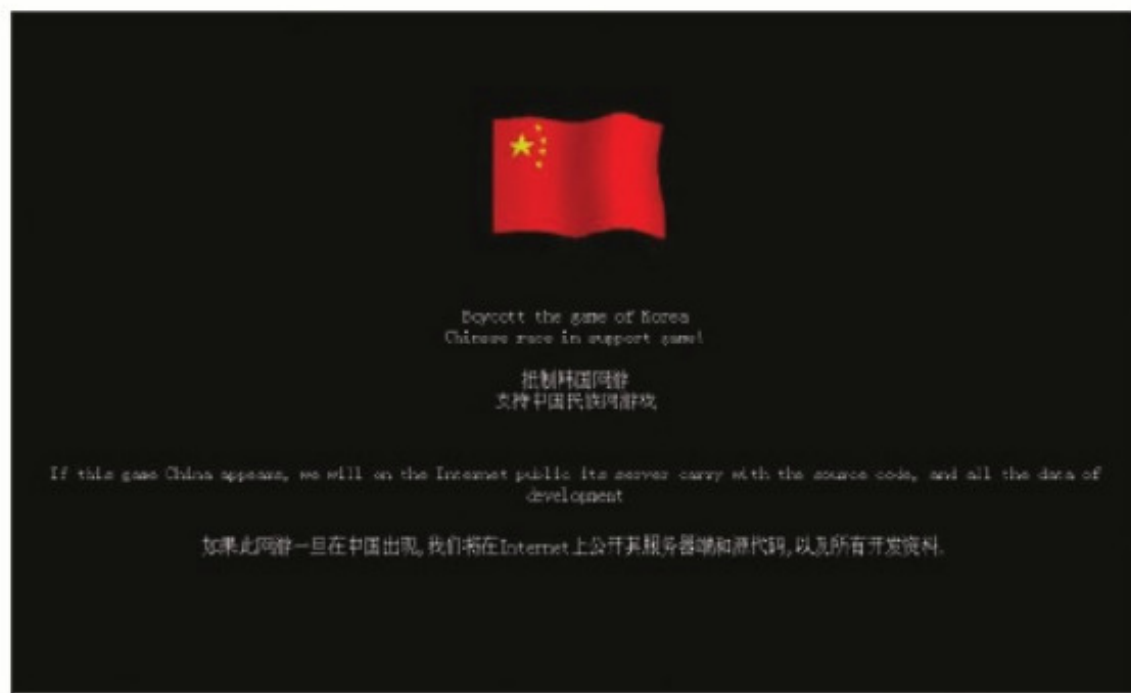 Boycott the game of Korea
Chinese race in support game!
抵制韩国网游
支持中国民族网游戏
If this game China appears, we will on the Internet public its server carry with the source code, and all the data of
development
如果此网游一旦在中国出现,我们将在Internet上公开其服务器端和源代码,以及所有开发资料.